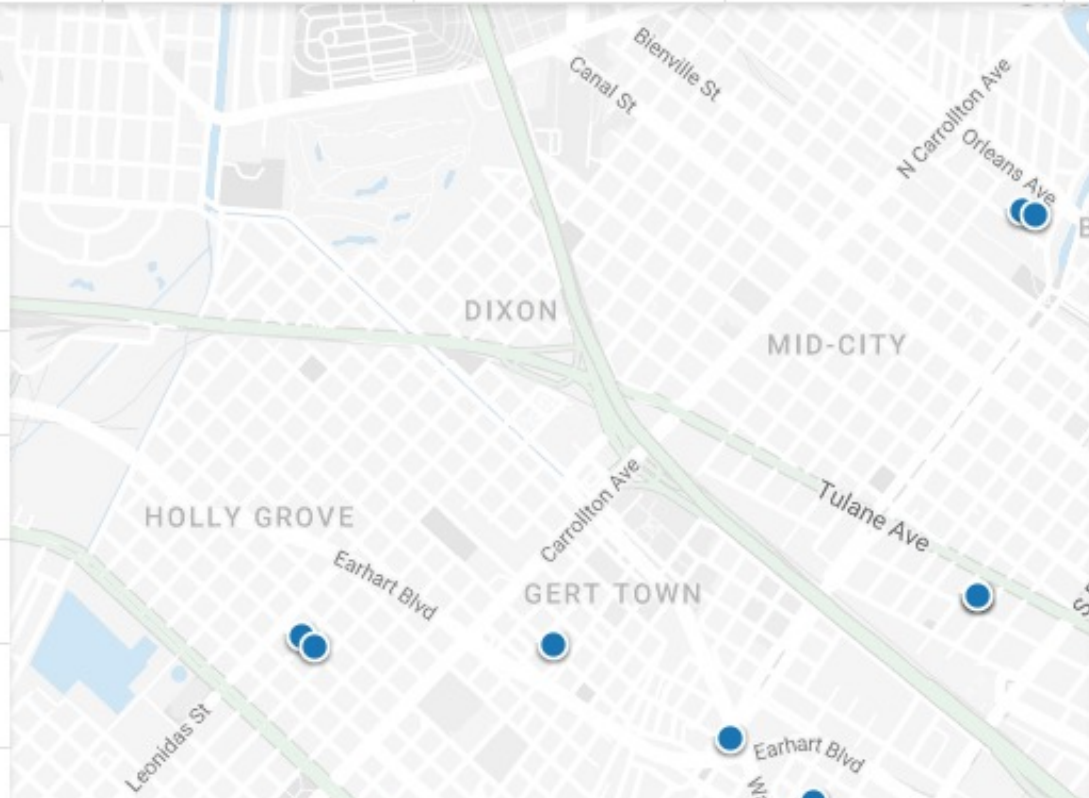 Bienville St
Canal St
N Carrollton Ave
Orleans Ave
DIXON
MID-CITY
Carrollton Ave
Tulane Ave
HOLLY GROVE
Earhart Blvd
GERT TOWN
Leonidas St
Earhart Blvd